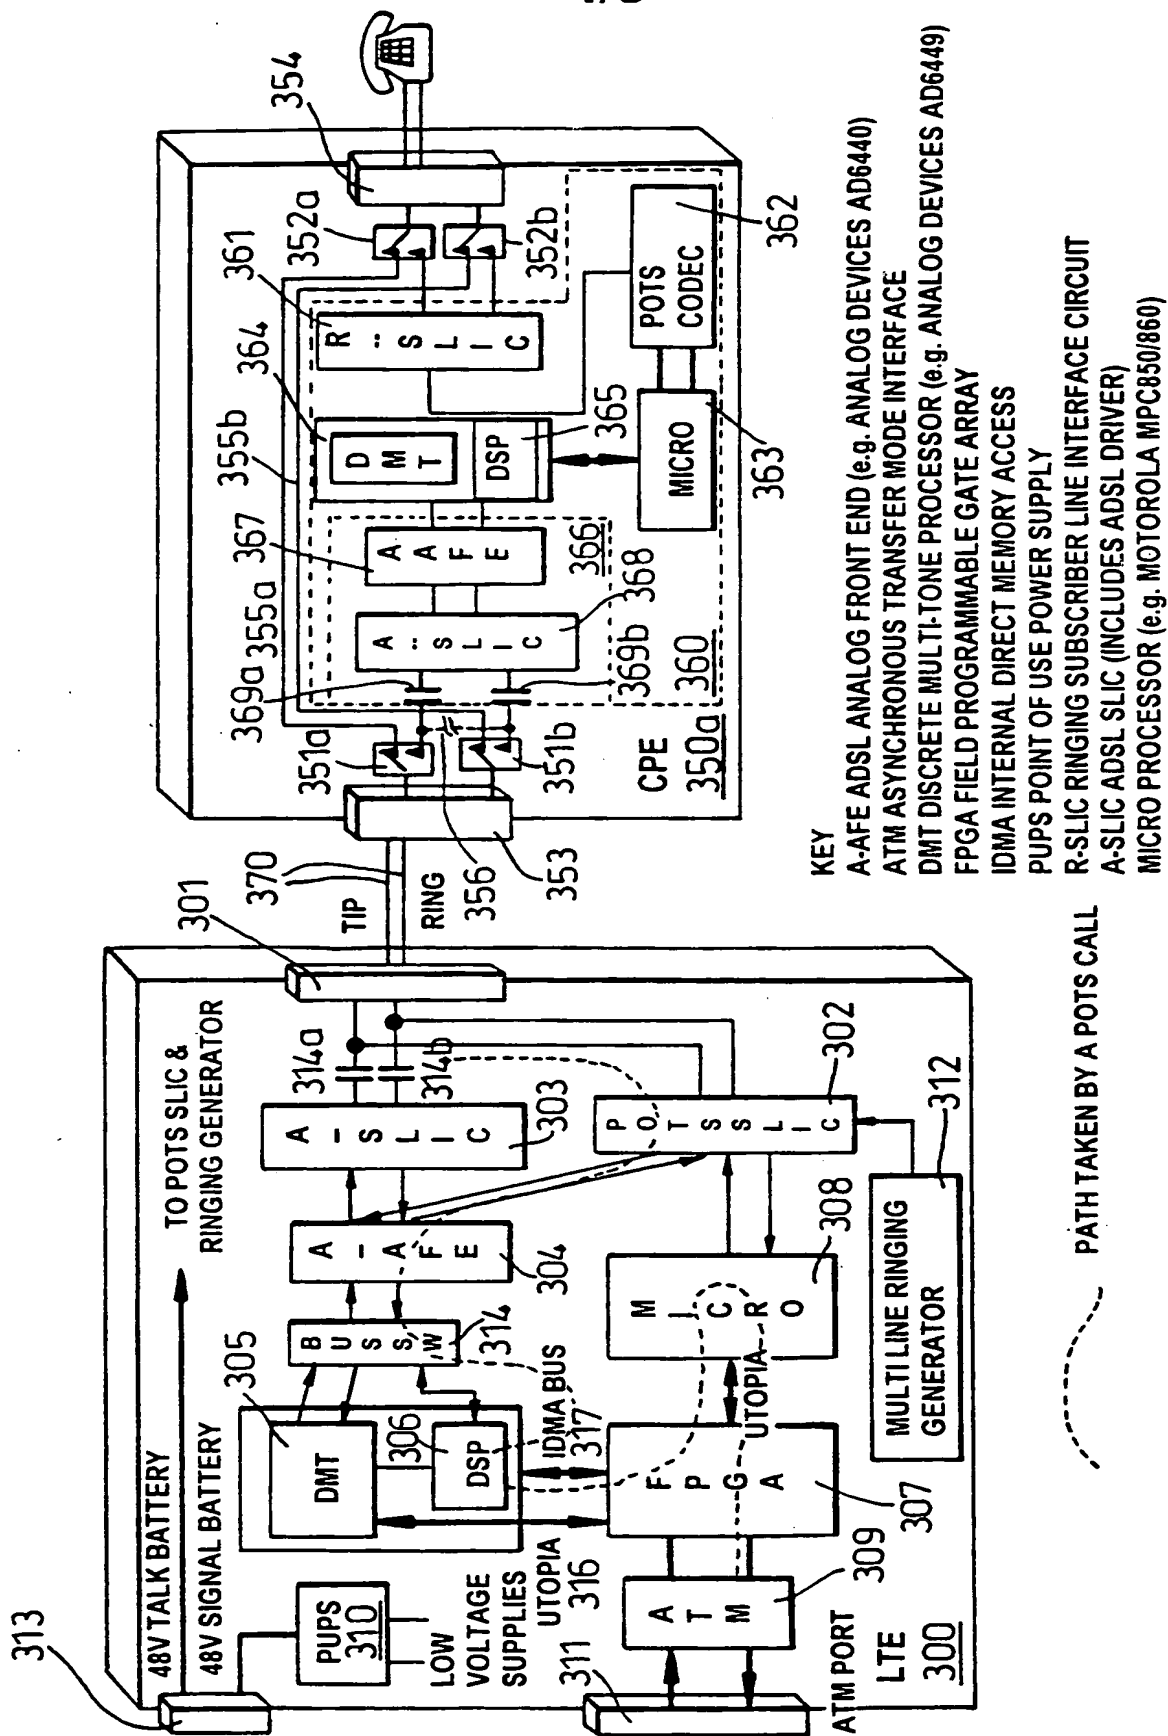 313
48V TALK BATTERY
48V SIGNAL BATTERY
TO POTS SLIC &
RINGING GENERATOR
PUPS
310
LOW
VOLTAGE
SUPPLIES
305
DMT
306
DSP
BUS SW
314
A-AFE
304
A-SLIC
303
314a
314b
301
TIP
RING
370
UTOPIA
316
IDMA BUS
317
FPGA
307
UTOPIA
MICRO
308
POTS SLIC
302
311
ATM
309
ATM PORT
LTE
300
MULTI LINE RINGING
GENERATOR
312
353
356
351a
351b
369a
369b
355a
355b
A-SLIC
368
367
A AFE
366
364
DMT
DSP
365
361
R-SLIC
352a
352b
354
MICRO
363
POTS
CODEC
362
360
CPE
350a
PATH TAKEN BY A POTS CALL
KEY
A-AFE ADSL ANALOG FRONT END (e.g. ANALOG DEVICES AD6440)
ATM ASYNCHRONOUS TRANSFER MODE INTERFACE
DMT DISCRETE MULTI-TONE PROCESSOR (e.g. ANALOG DEVICES AD6449)
FPGA FIELD PROGRAMMABLE GATE ARRAY
IDMA INTERNAL DIRECT MEMORY ACCESS
PUPS POINT OF USE POWER SUPPLY
R-SLIC RINGING SUBSCRIBER LINE INTERFACE CIRCUIT
A-SLIC ADSL SLIC (INCLUDES ADSL DRIVER)
MICRO PROCESSOR (e.g. MOTOROLA MPC850/860)